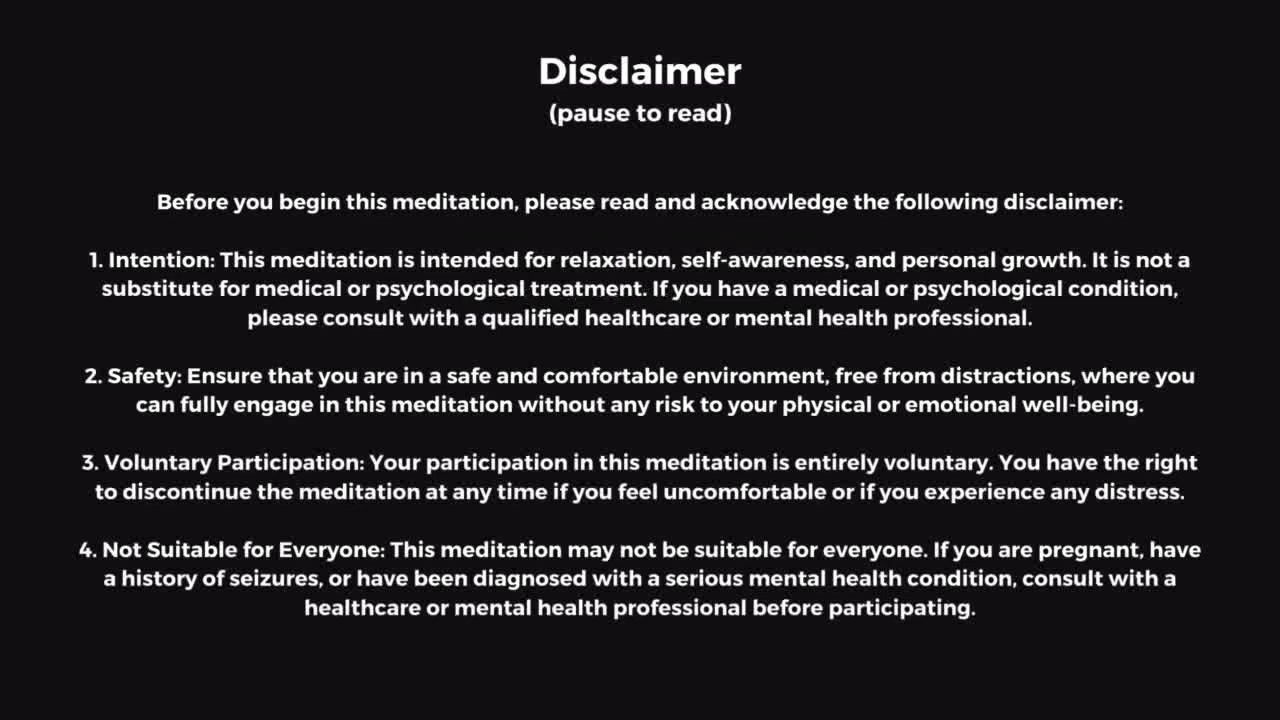 Disclaimer
(pause to read)
Before you begin this meditation, please read and acknowledge the following disclaimer:
1. Intention: This meditation is intended for relaxation, self-awareness, and personal growth. It is not a
substitute for medical or psychological treatment. If you have a medical or psychological condition,
please consult with a qualified healthcare or mental health professional.
2. Safety: Ensure that you are in a safe and comfortable environment, free from distractions, where you
can fully engage in this meditation without any risk to your physical or emotional well-being.
3. Voluntary Participation: Your participation in this meditation is entirely voluntary. You have the right
to discontinue the meditation at any time if you feel uncomfortable or if you experience any distress.
4. Not Suitable for Everyone: This meditation may not be suitable for everyone. If you are pregnant, have
a history of seizures, or have been diagnosed with a serious mental health condition, consult with a
healthcare or mental health professional before participating.